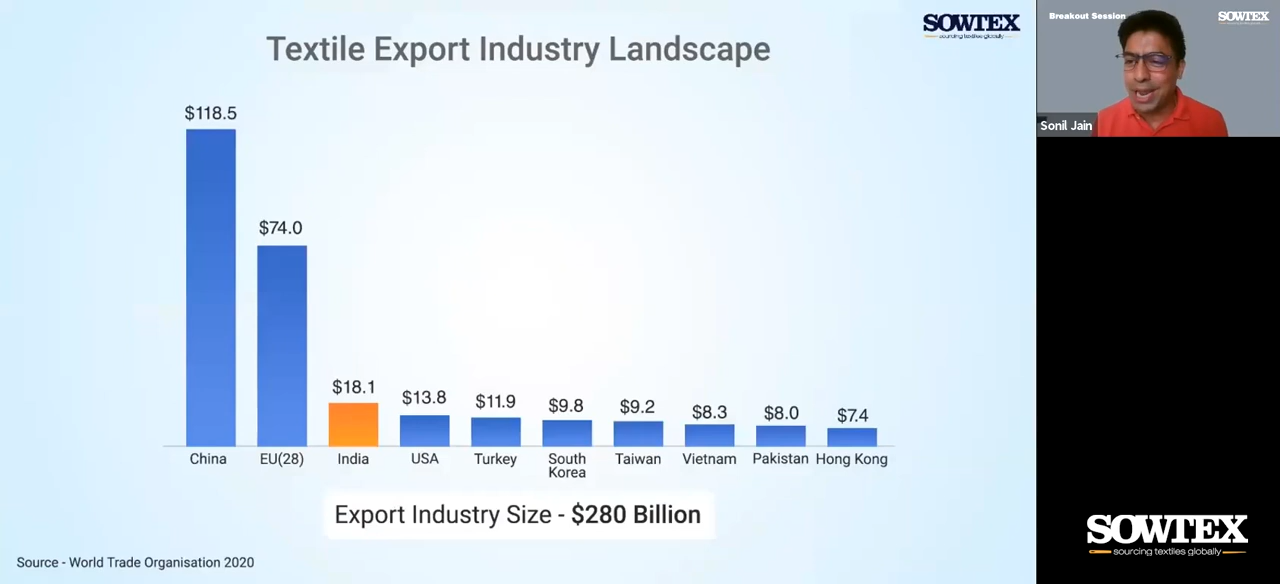 SOWTEX
sourcing textiles globally
Textile Export Industry Landscape
$118.5
$74.0
$18.1
$13.8
$11.9
$9.8
$9.2
$8.3
$8.0
$7.4
China
EU(28)
India
USA
Turkey
South
Korea
Taiwan
Vietnam
Pakistan
Hong Kong
Export Industry Size - $280 Billion
Source - World Trade Organisation 2020
Breakout Session
SOWTEX
Sonil Jain
SOWTEX
sourcing textiles globally